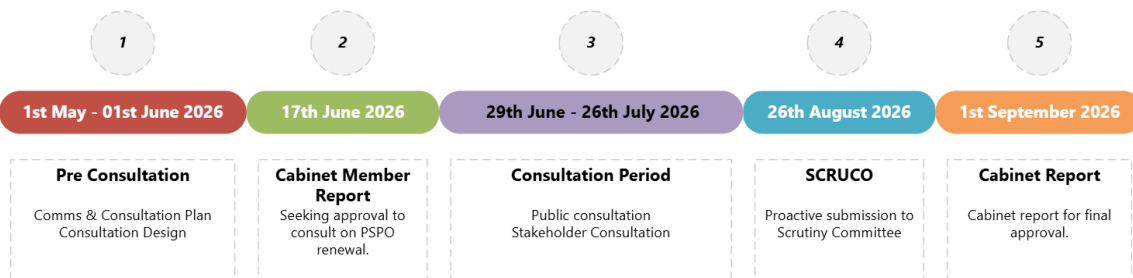 1
2
3
4
5
1st May - 01st June 2026
17th June 2026
29th June - 26th July 2026
26th August 2026
1st September 2026
Pre Consultation
Comms & Consultation Plan
Consultation Design
Cabinet Member
Report
Seeking approval to
consult on PSPO
renewal.
Consultation Period
Public consultation
Stakeholder Consultation
SCRUCO
Proactive submission to
Scrutiny Committee
Cabinet Report
Cabinet report for final
approval.